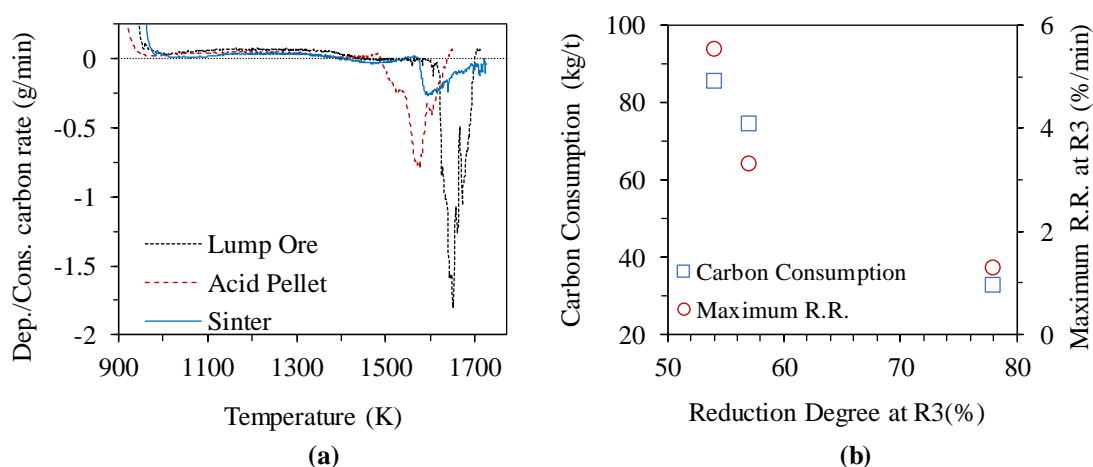 Dep./Cons. carbon rate (g/min)
0
-0.5
-1
-1.5
-2
Lump Ore
Acid Pellet
Sinter
900
1100
1300
1500
1700
Temperature (K)
(a)
Carbon Consumption (kg/t)
100
80
60
40
20
Carbon Consumption
Maximum R.R.
50
60
70
80
6
4
2
0
Maximum R.R. at R3 (%/min)
Reduction Degree at R3(%)
(b)